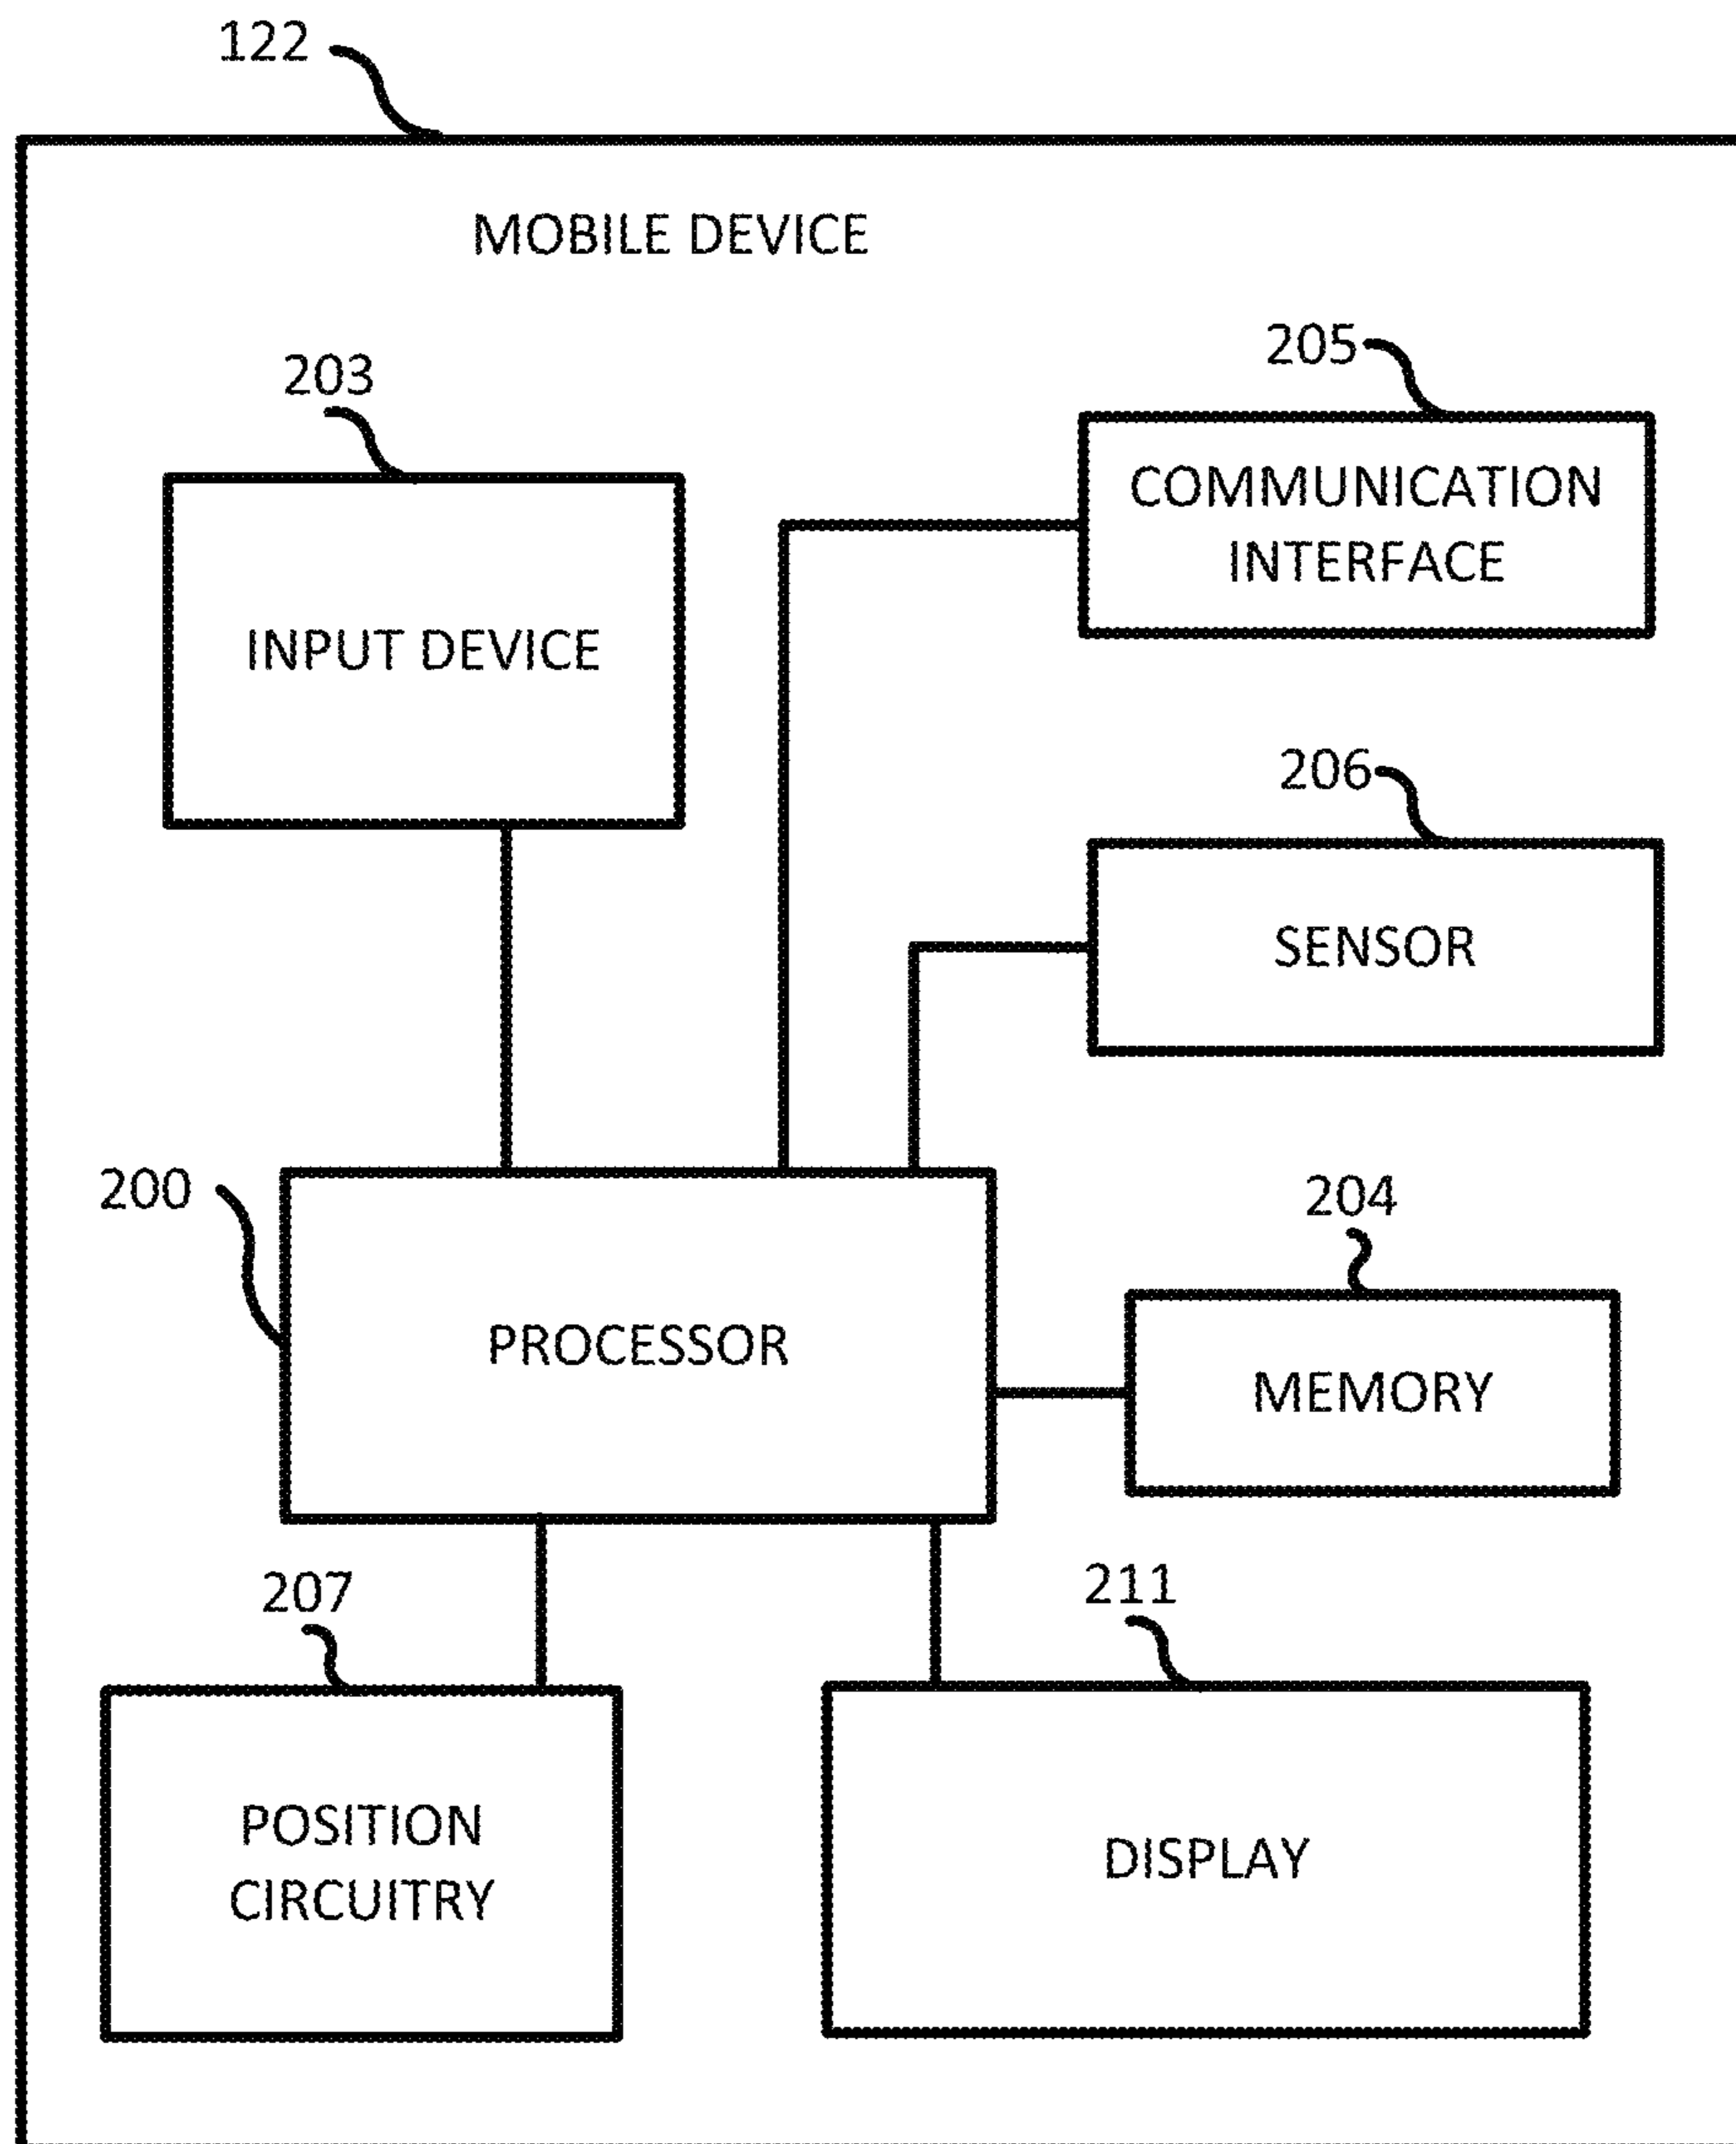 122
MOBILE DEVICE
203
205
COMMUNICATION
INTERFACE
INPUT DEVICE
206
SENSOR
200
204
PROCESSOR
MEMORY
207
211
POSITION
CIRCUITRY
DISPLAY